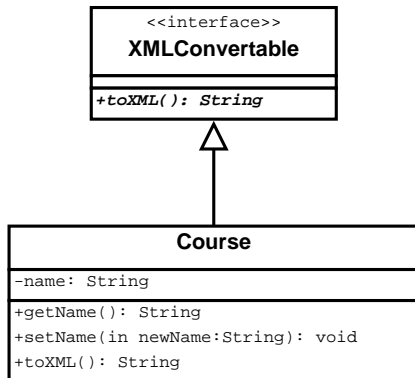 <<interface>>
XMLConvertable
+toXML(): String
Course
-name: String
+getName(): String
+setName(in newName:String): void
+toXML(): String